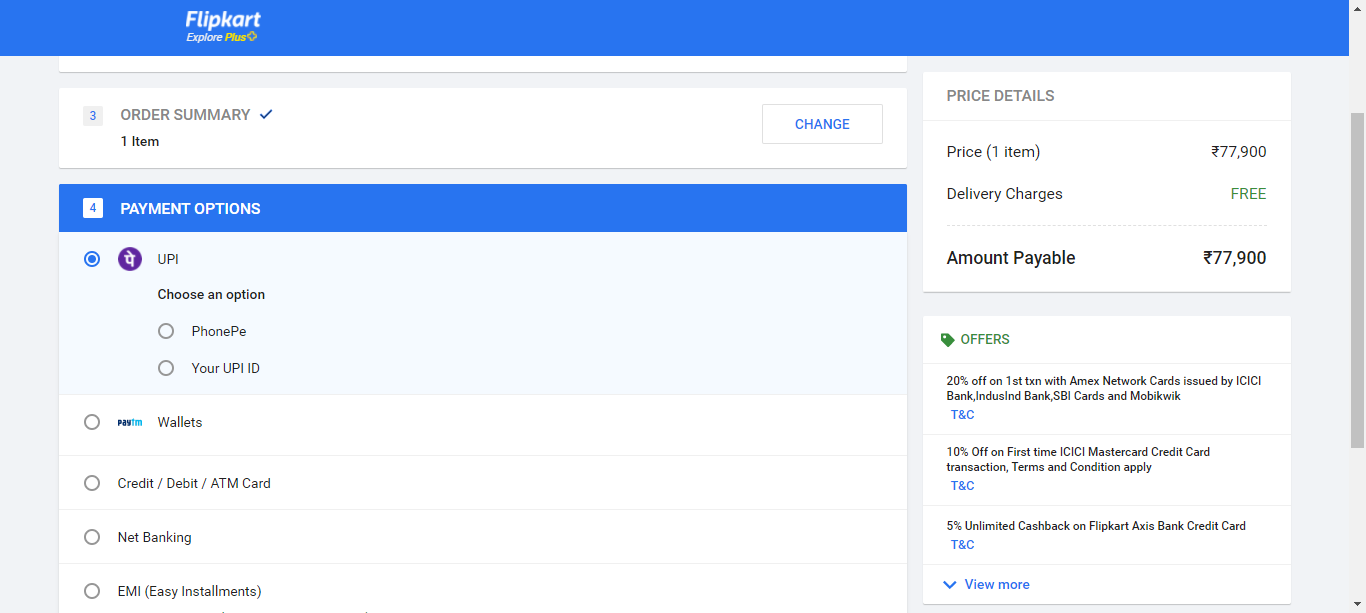 Flipkart
Explore Plus
3 ORDER SUMMARY
1 Item
CHANGE
4 PAYMENT OPTIONS
पे UPI
Choose an option
PhonePe
Your UPI ID
paytm Wallets
Credit / Debit / ATM Card
Net Banking
EMI (Easy Installments)
PRICE DETAILS
Price (1 item) ₹77,900
Delivery Charges FREE
Amount Payable ₹77,900
OFFERS
20% off on 1st txn with Amex Network Cards issued by ICICI
Bank,IndusInd Bank,SBI Cards and Mobikwik
T&C
10% Off on First time ICICI Mastercard Credit Card
transaction, Terms and Condition apply
T&C
5% Unlimited Cashback on Flipkart Axis Bank Credit Card
T&C
View more